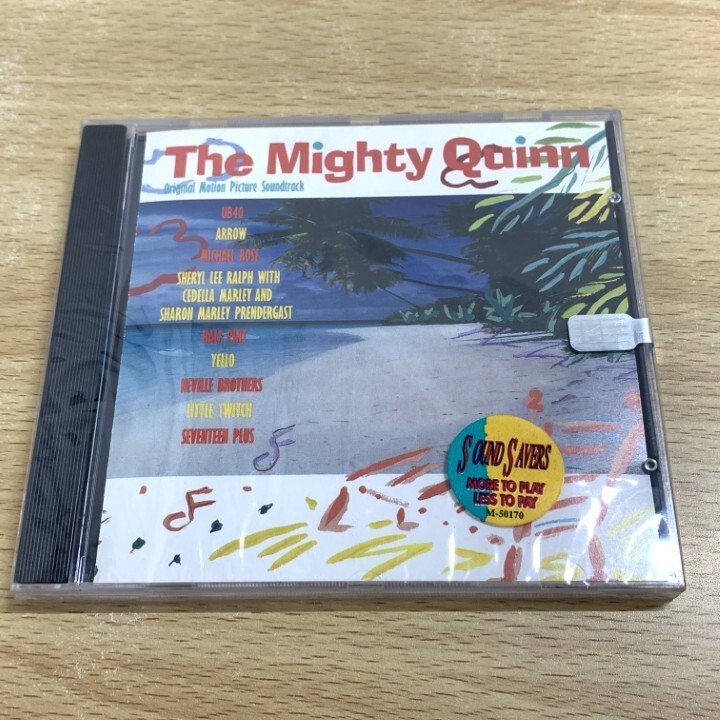 The Mighty Quinn
Original Motion Picture Soundtrack
UB40
ARROW
MICHAEL ROSE
SHERYL LEE RALPH WITH
CEDELLA MARLEY AND
SHARON MARLEY PRENDERGAST
HALF PINT
YELLO
NEVILLE BROTHERS
LITTLE TWITCH
SEVENTEEN PLUS
SOUND SAVERS
MORE TO PLAY
LESS TO PAY
M-50170